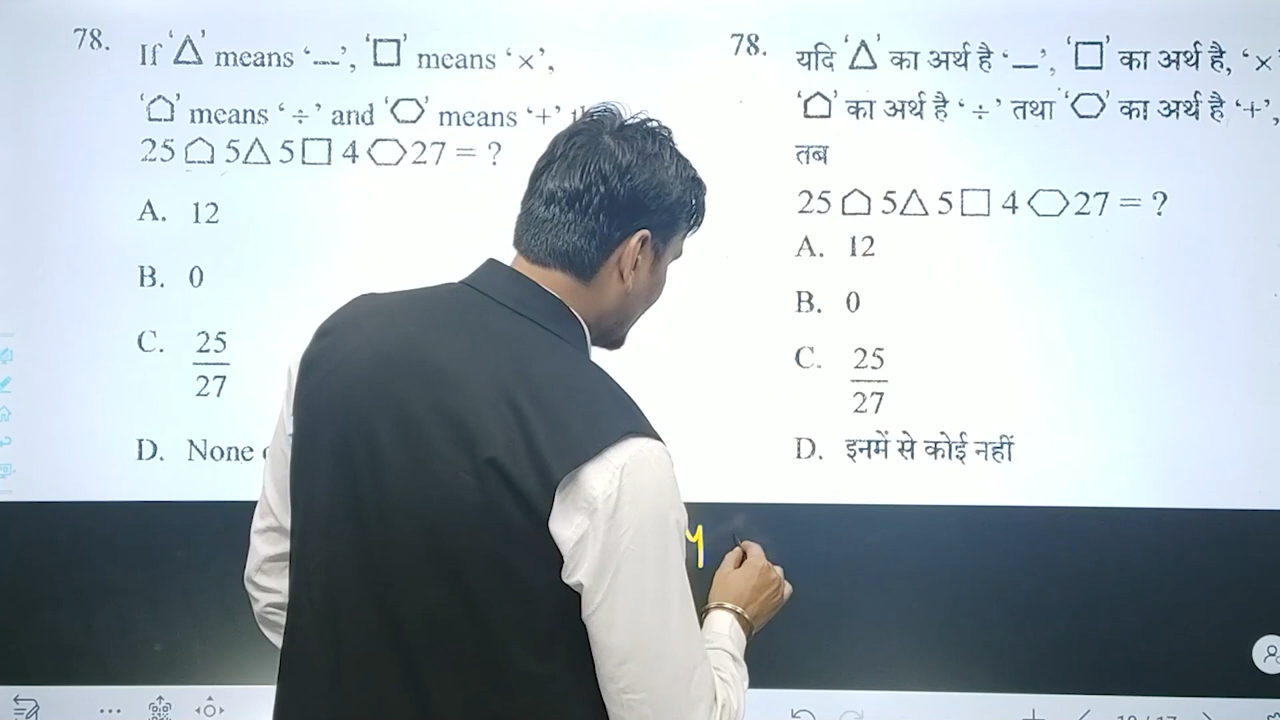 78. If '△' means '—', '□' means '×',
'⌂' means '÷' and '⬡' means '+'
25 ⌂ 5 △ 5 □ 4 ⬡ 27 = ?
A. 12
B. 0
C. 25/27
D. None
78. यदि '△' का अर्थ है '—', '□' का अर्थ है, '×'
'⌂' का अर्थ है '÷' तथा '⬡' का अर्थ है '+',
तब
25 ⌂ 5 △ 5 □ 4 ⬡ 27 = ?
A. 12
B. 0
C. 25/27
D. इनमें से कोई नहीं